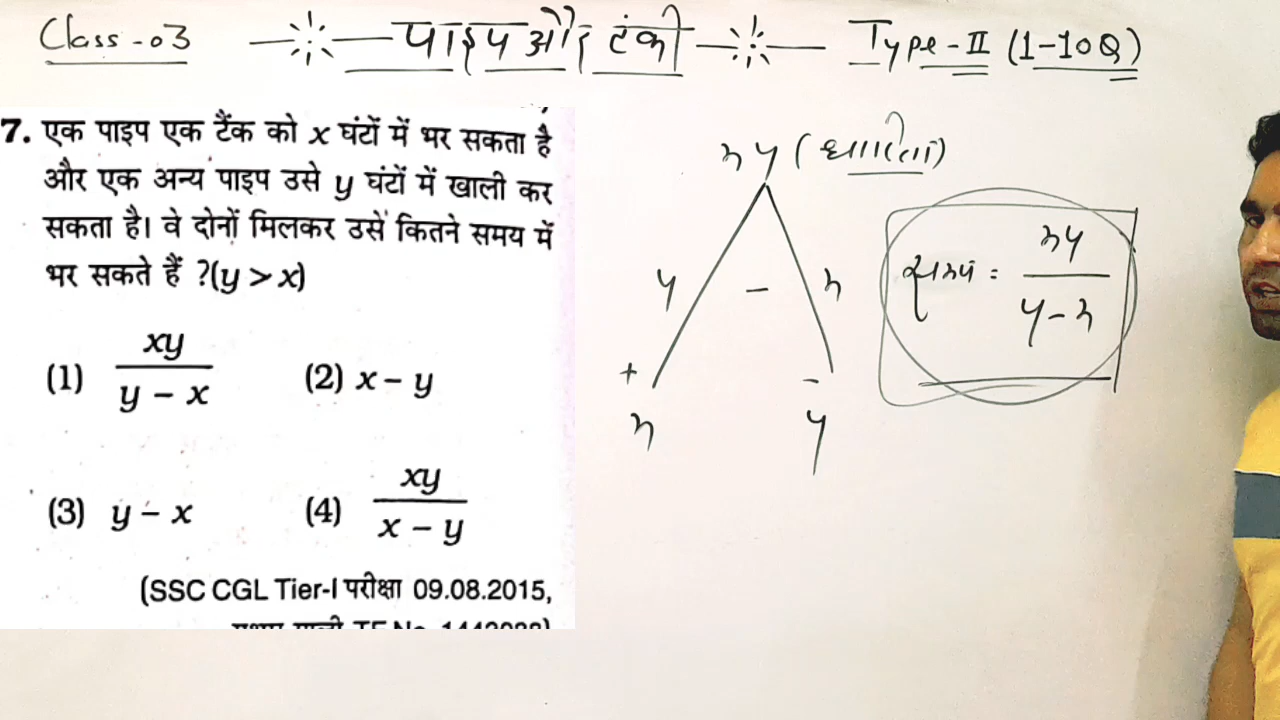 Class-03 पाइप और टंकी Type-II (1-10Q)
7. एक पाइप एक टैंक को x घंटों में भर सकता है
और एक अन्य पाइप उसे y घंटों में खाली कर
सकता है। वे दोनों मिलकर उसे कितने समय में
भर सकते हैं ?(y > x)
(1) xy / y – x (2) x – y
(3) y – x (4) xy / x – y
(SSC CGL Tier-I परीक्षा 09.08.2015,
xy (धारिता)
y – x
+ –
x y
समय = xy / y – x